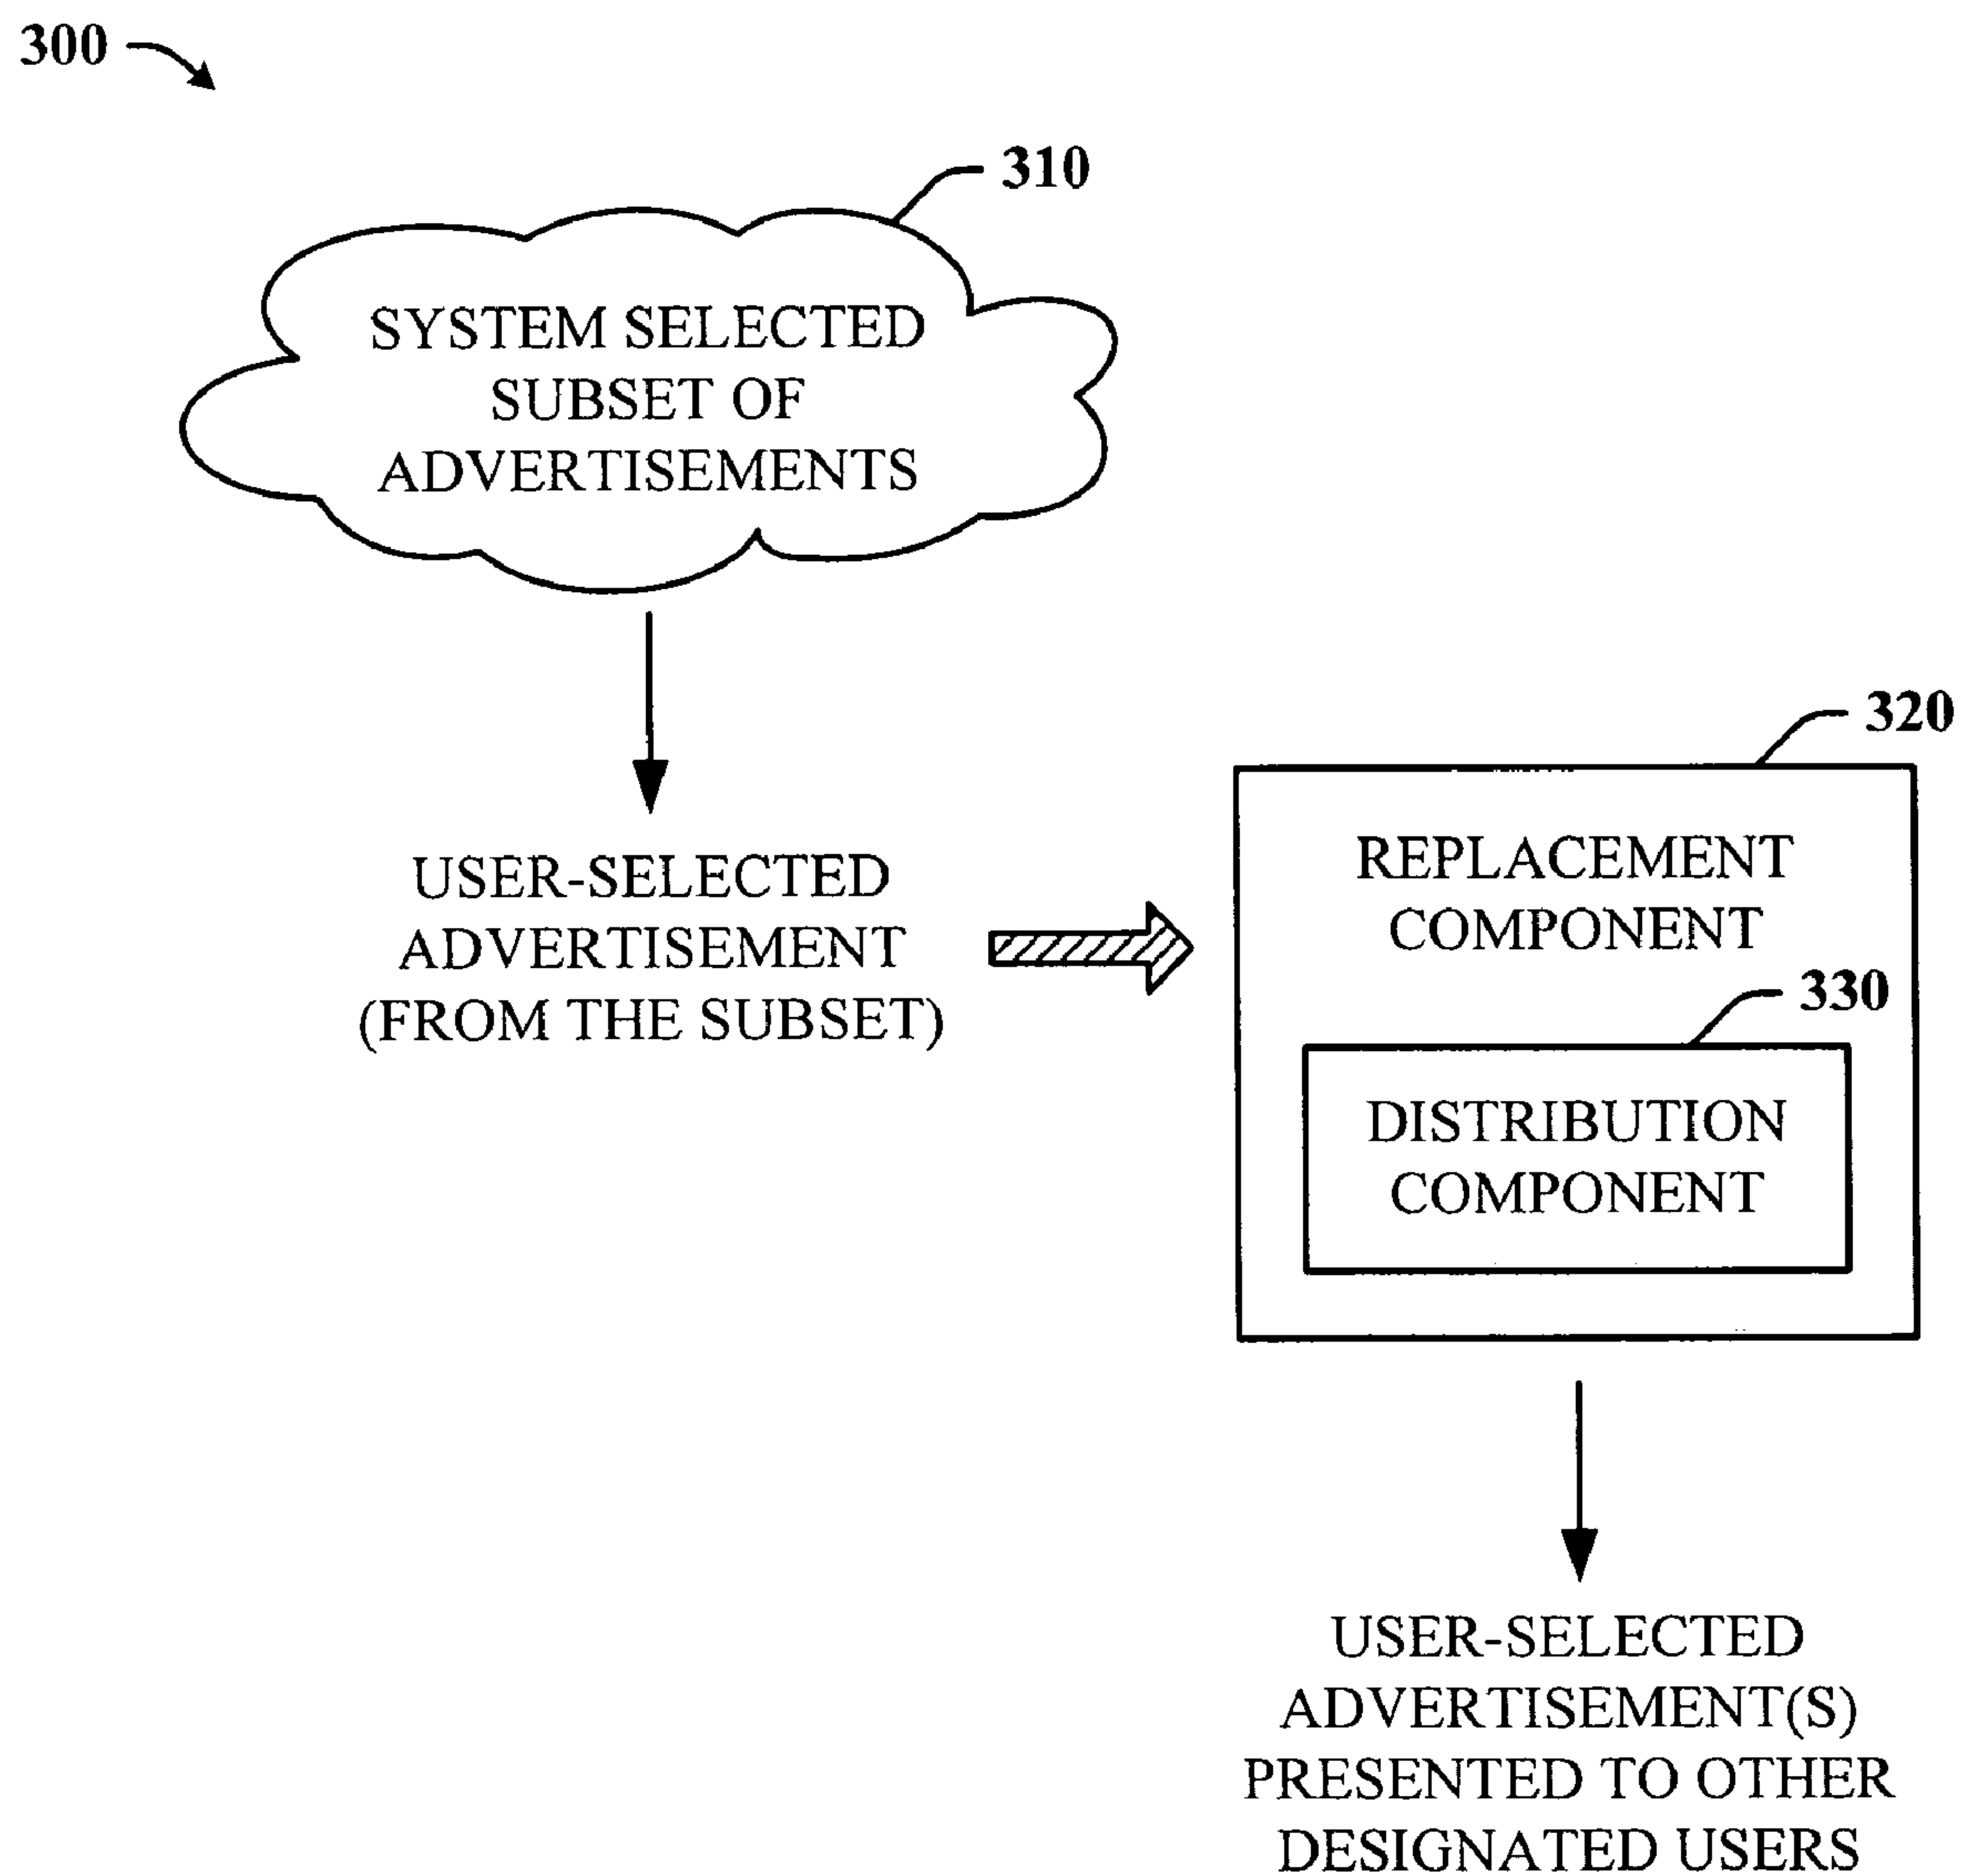 300
310
SYSTEM SELECTED
SUBSET OF
ADVERTISEMENTS
320
USER-SELECTED
ADVERTISEMENT
(FROM THE SUBSET)
REPLACEMENT
COMPONENT
330
DISTRIBUTION
COMPONENT
USER-SELECTED
ADVERTISEMENT(S)
PRESENTED TO OTHER
DESIGNATED USERS